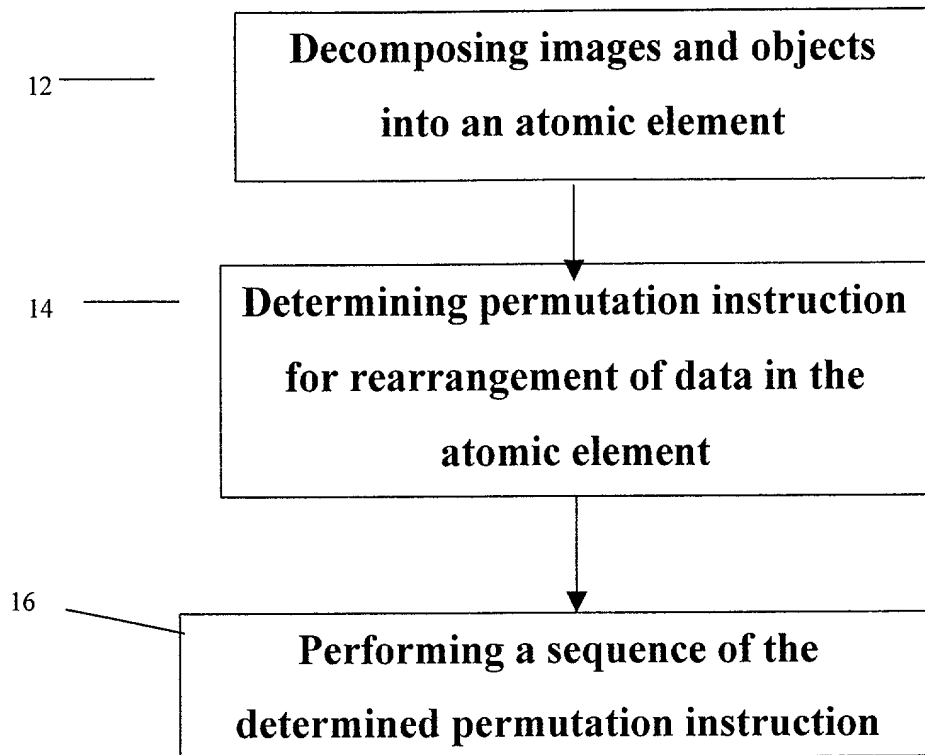 12
Decomposing images and objects
into an atomic element
14
Determining permutation instruction
for rearrangement of data in the
atomic element
16
Performing a sequence of the
determined permutation instruction